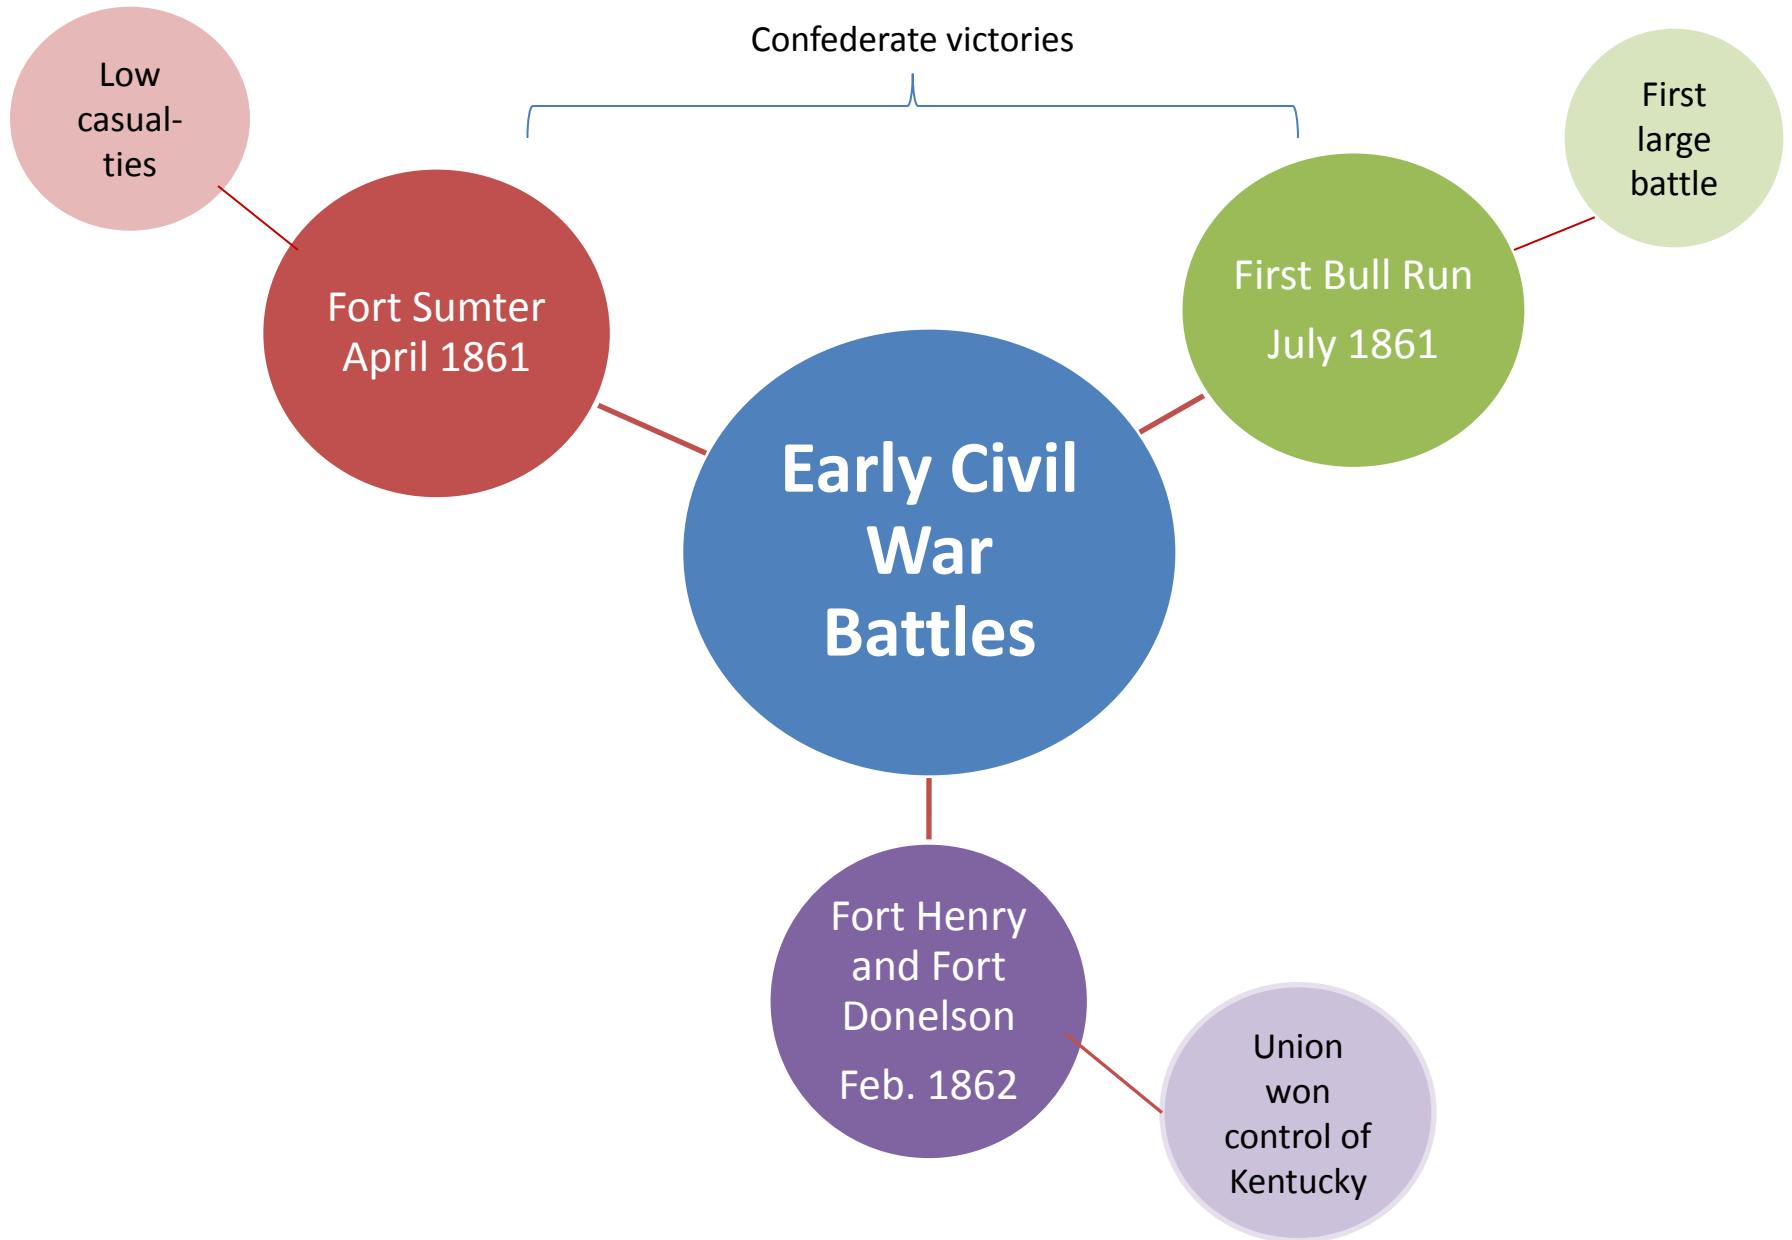 Confederate victories
Low
casual-
ties
First
large
battle
Fort Sumter
April 1861
First Bull Run
July 1861
Early Civil
War
Battles
Fort Henry
and Fort
Donelson
Feb. 1862
Union
won
control of
Kentucky